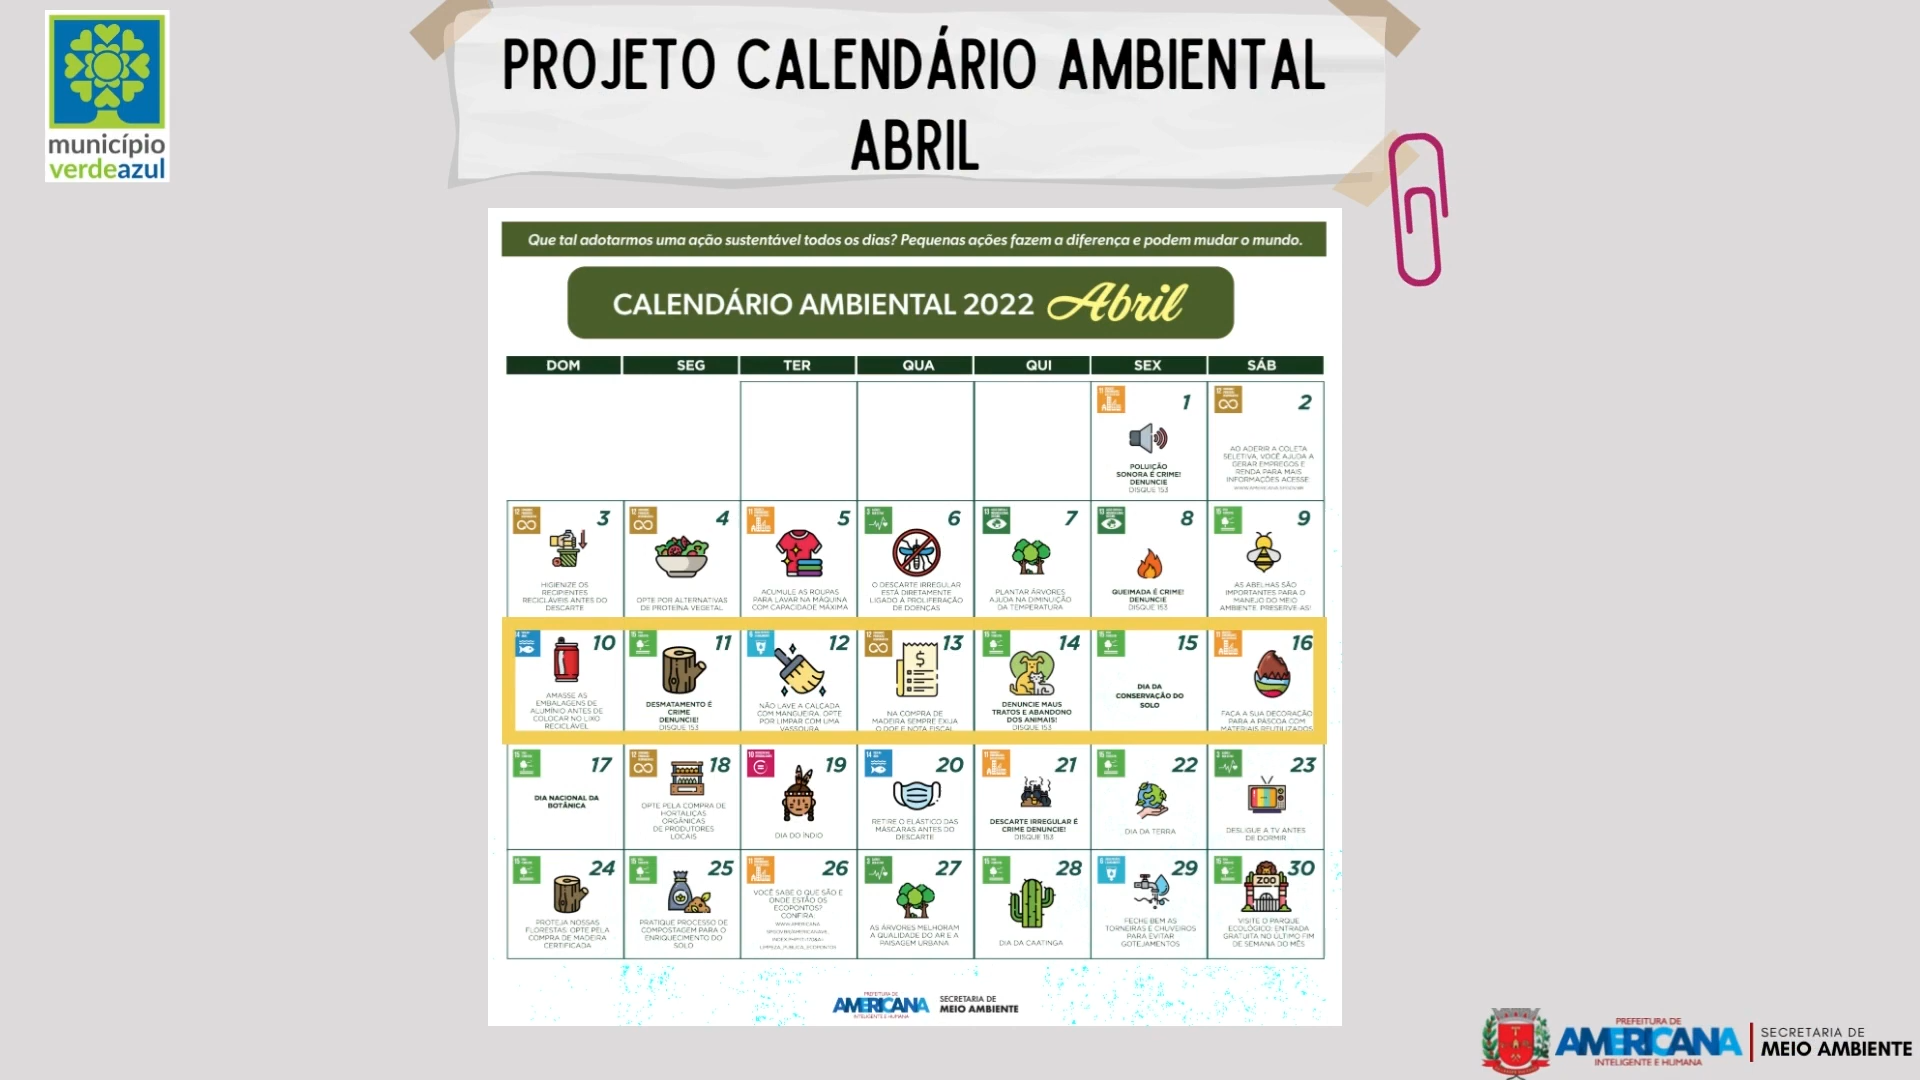 município
verdeazul
PROJETO CALENDÁRIO AMBIENTAL
ABRIL
Que tal adotarmos uma ação sustentável todos os dias? Pequenas ações fazem a diferença e podem mudar o mundo.
CALENDÁRIO AMBIENTAL 2022 Abril
DOM SEG TER QUA QUI SEX SÁB
1
POLUIÇÃO
SONORA É CRIME!
DENUNCIE
DISQUE 153
2
AO ADERIR A COLETA
SELETIVA, VOCÊ AJUDA A
GERAR EMPREGOS E
RENDA PARA MAIS
INFORMAÇÕES ACESSE
3
HIGIENIZE OS
RECIPIENTES
RECICLÁVEIS ANTES DO
DESCARTE
4
OPTE POR ALTERNATIVAS
DE PROTEÍNA VEGETAL
5
ACUMULE AS ROUPAS
PARA LAVAR NA MÁQUINA
COM CAPACIDADE MÁXIMA
6
O DESCARTE IRREGULAR
ESTÁ DIRETAMENTE
LIGADO À PROLIFERAÇÃO
DE DOENÇAS
7
PLANTAR ÁRVORES
AJUDA NA DIMINUIÇÃO
DA TEMPERATURA
8
QUEIMADA É CRIME!
DENUNCIE
DISQUE 153
9
AS ABELHAS SÃO
IMPORTANTES PARA O
MANEJO DO MEIO
AMBIENTE. PRESERVE-AS!
10
AMASSE AS
EMBALAGENS DE
ALUMÍNIO ANTES DE
COLOCAR NO LIXO
RECICLÁVEL
11
DESMATAMENTO É
CRIME
DENUNCIE!
DISQUE 153
12
NÃO LAVE A CALÇADA
COM MANGUEIRA. OPTE
POR LIMPAR COM UMA
VASSOURA
13
NA COMPRA DE
MADEIRA SEMPRE EXIJA
O DOF E NOTA FISCAL
14
DENUNCIE MAUS
TRATOS E ABANDONO
DOS ANIMAIS!
DISQUE 153
15
DIA DA
CONSERVAÇÃO DO
SOLO
16
FAÇA A SUA DECORAÇÃO
PARA A PÁSCOA COM
MATERIAIS REUTILIZADOS
17
DIA NACIONAL DA
BOTÂNICA
18
OPTE PELA COMPRA DE
HORTALIÇAS
ORGÂNICAS
DE PRODUTORES
LOCAIS
19
DIA DO ÍNDIO
20
RETIRE O ELÁSTICO DAS
MÁSCARAS ANTES DO
DESCARTE
21
DESCARTE IRREGULAR É
CRIME DENUNCIE!
DISQUE 153
22
DIA DA TERRA
23
DESLIGUE A TV ANTES
DE DORMIR
24
PROTEJA NOSSAS
FLORESTAS. OPTE PELA
COMPRA DE MADEIRA
CERTIFICADA
25
PRATIQUE PROCESSO DE
COMPOSTAGEM PARA O
ENRIQUECIMENTO DO
SOLO
26
VOCÊ SABE O QUE SÃO E
ONDE ESTÃO OS
ECOPONTOS?
CONFIRA.
27
AS ÁRVORES MELHORAM
A QUALIDADE DO AR E A
PAISAGEM URBANA
28
DIA DA CAATINGA
29
FECHE BEM AS
TORNEIRAS E CHUVEIROS
PARA EVITAR
GOTEJAMENTOS
ZOO 30
VISITE O PARQUE
ECOLÓGICO: ENTRADA
GRATUITA NO ÚLTIMO FIM
DE SEMANA DO MÊS
PREFEITURA DE
AMERICANA
INTELIGENTE E HUMANA
SECRETARIA DE
MEIO AMBIENTE
PREFEITURA DE
AMERICANA
INTELIGENTE E HUMANA
SECRETARIA DE
MEIO AMBIENTE